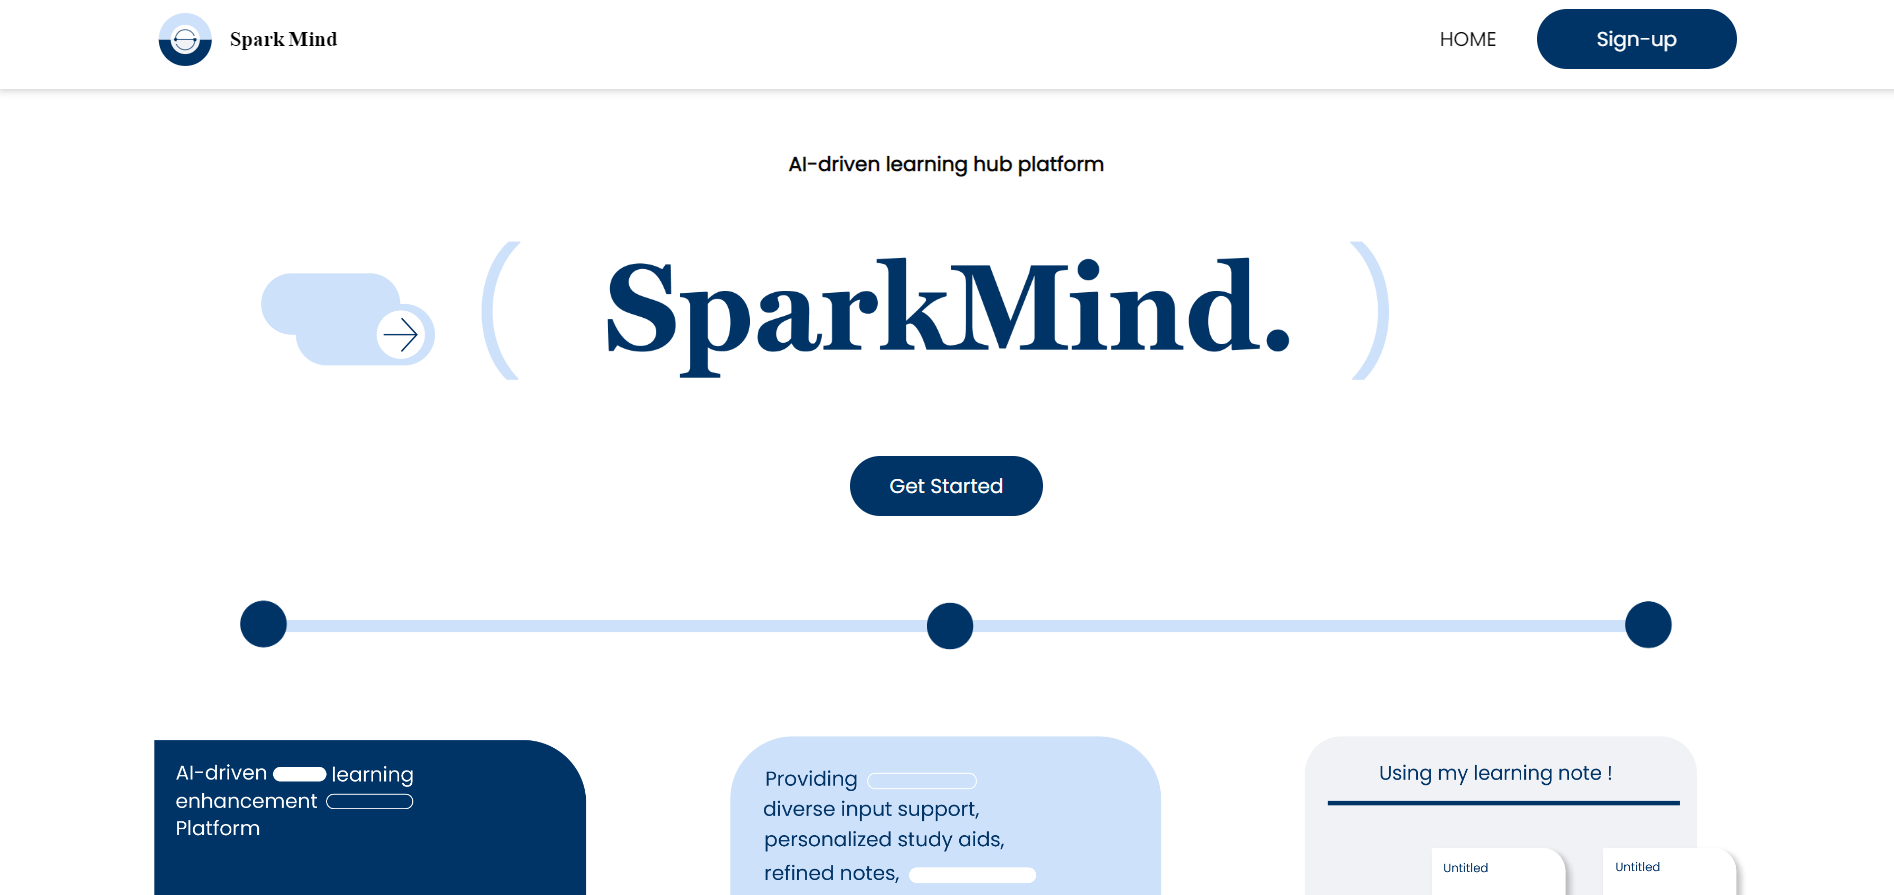 Spark Mind
HOME
Sign-up
AI-driven learning hub platform
( SparkMind. )
Get Started
AI-driven learning
enhancement
Platform
Providing
diverse input support,
personalized study aids,
refined notes,
Using my learning note !
Untitled
Untitled